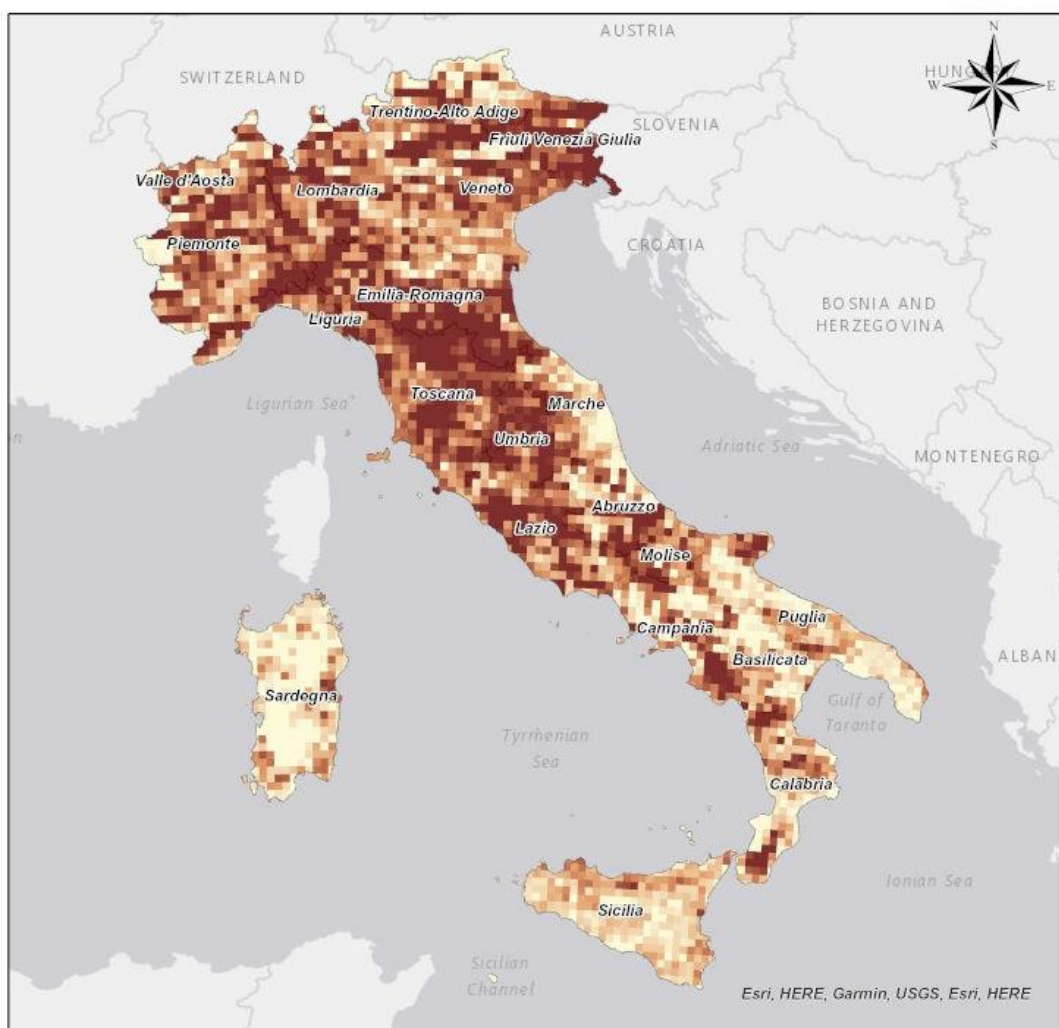 AUSTRIA
N
SWITZERLAND
W
E
S
Trentino-Alto Adige
SLOVENIA
Friuli Venezia Giulia
Valle d'Aosta
Lombardia
Veneto
Piemonte
CROATIA
Emilia-Romagna
BOSNIA AND
HERZEGOVINA
Liguria
Toscana
Ligurian Sea
Marche
Umbria
Adriatic Sea
MONTENEGRO
Abruzzo
Lazio
Molise
Puglia
Campania
Basilicata
Sardegna
Gulf of
Taranto
Tyrrhenian
Sea
Calabria
Ionian Sea
Sicilia
Sicilian
Channel
Esri, HERE, Garmin, USGS, Esri, HERE